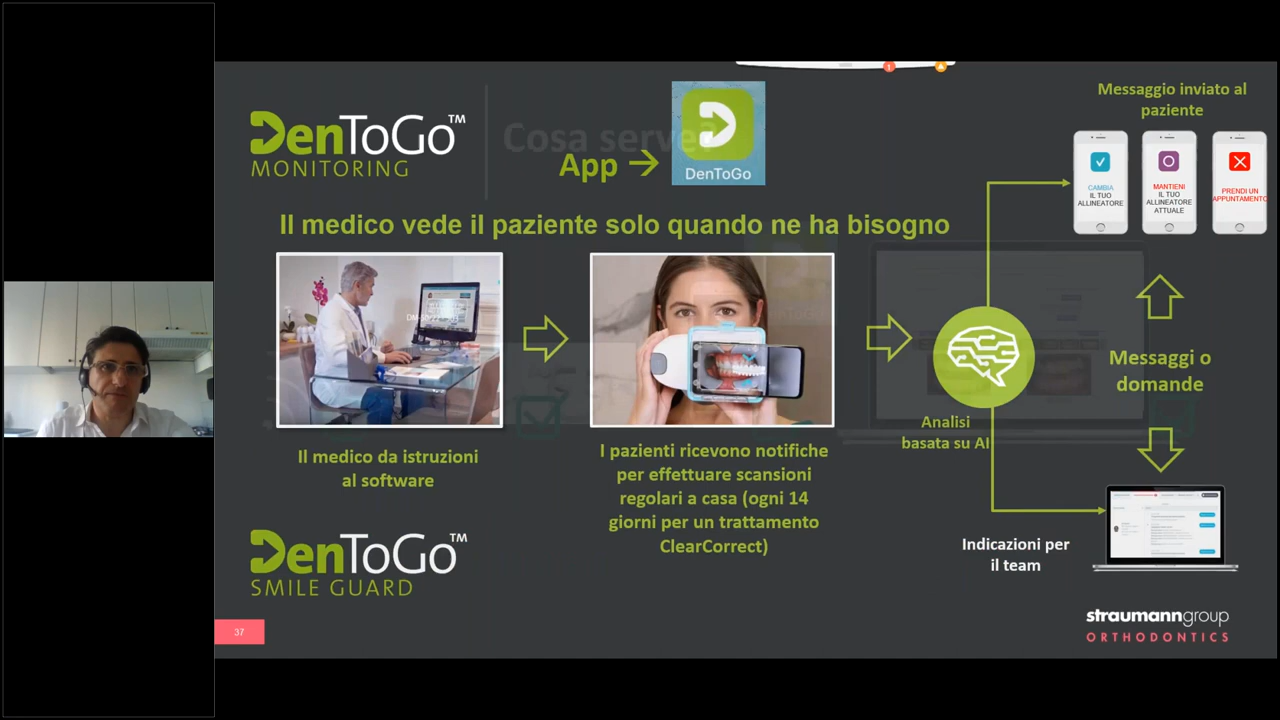 DenToGo™
MONITORING
Cosa serve?
App →
DenToGo
Messaggio inviato al
paziente
CAMBIA
IL TUO
ALLINEATORE
MANTIENI
IL TUO
ALLINEATORE
ATTUALE
PRENDI UN
APPUNTAMENTO
Il medico vede il paziente solo quando ne ha bisogno
Il medico da istruzioni
al software
I pazienti ricevono notifiche
per effettuare scansioni
regolari a casa (ogni 14
giorni per un trattamento
ClearCorrect)
Analisi
basata su AI
Messaggi o
domande
Indicazioni per
il team
DenToGo™
SMILE GUARD
37
straumanngroup
ORTHODONTICS